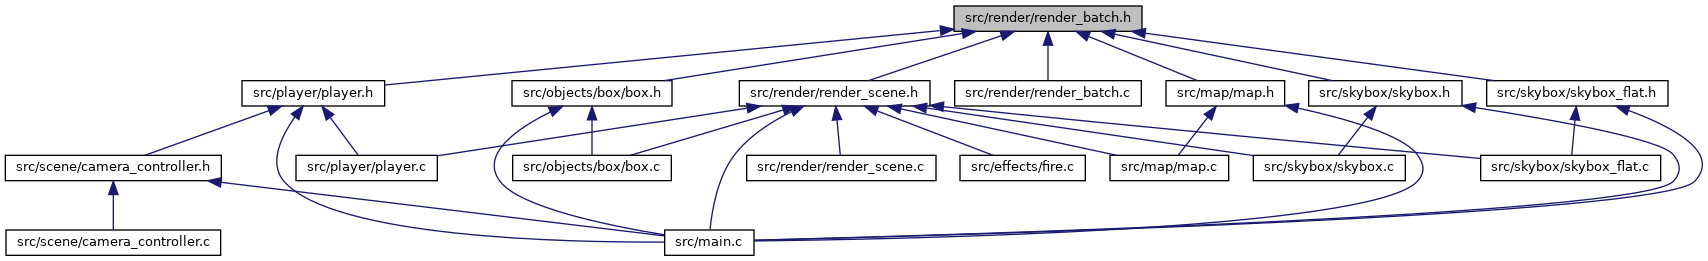 src/render/render_batch.h
src/player/player.h
src/objects/box/box.h
src/render/render_scene.h
src/render/render_batch.c
src/map/map.h
src/skybox/skybox.h
src/skybox/skybox_flat.h
src/scene/camera_controller.h
src/player/player.c
src/objects/box/box.c
src/render/render_scene.c
src/effects/fire.c
src/map/map.c
src/skybox/skybox.c
src/skybox/skybox_flat.c
src/scene/camera_controller.c
src/main.c